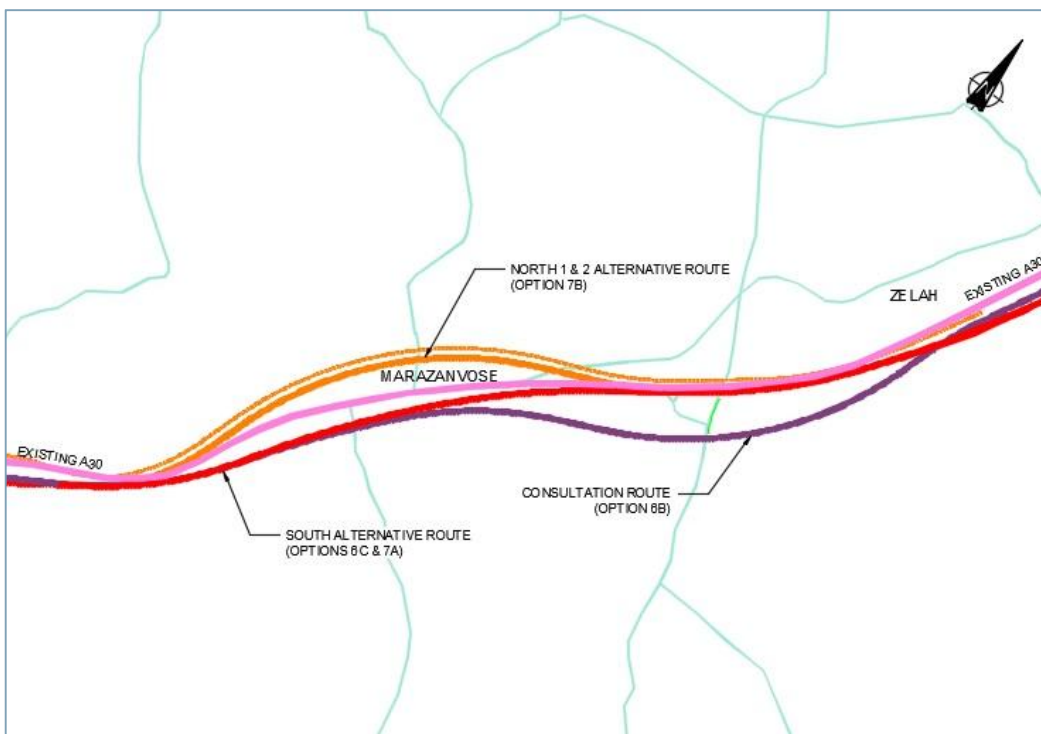 NORTH 1 & 2 ALTERNATIVE ROUTE
(OPTION 7B)
ZELAH
EXISTING A30
MARAZANVOSE
EXISTING A30
CONSULTATION ROUTE
(OPTION 6B)
SOUTH ALTERNATIVE ROUTE
(OPTIONS 6C & 7A)